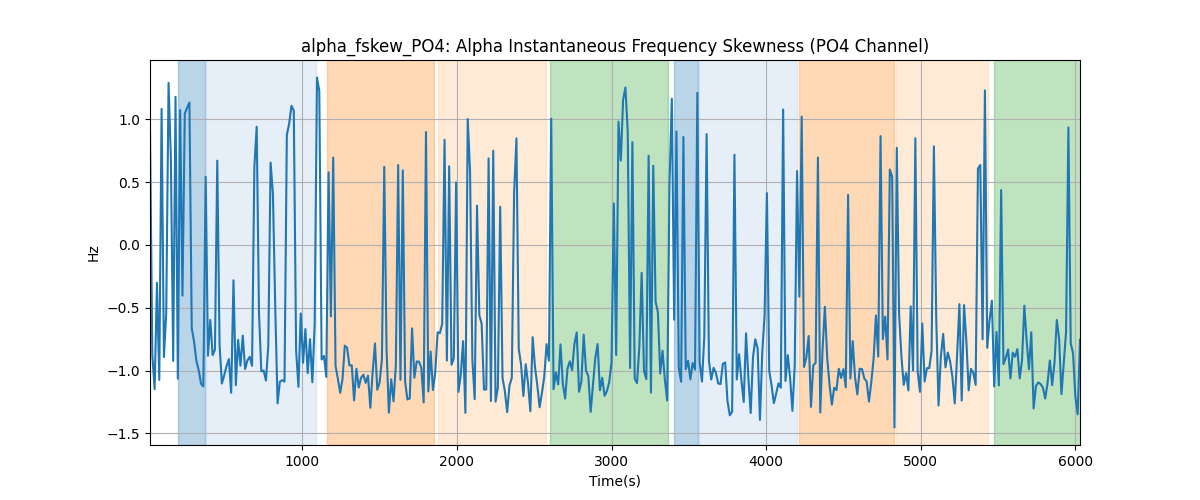 alpha_fskew_PO4: Alpha Instantaneous Frequency Skewness (PO4 Channel)
Hz
1.0
0.5
0.0
−0.5
−1.0
−1.5
1000 2000 3000 4000 5000 6000
Time(s)